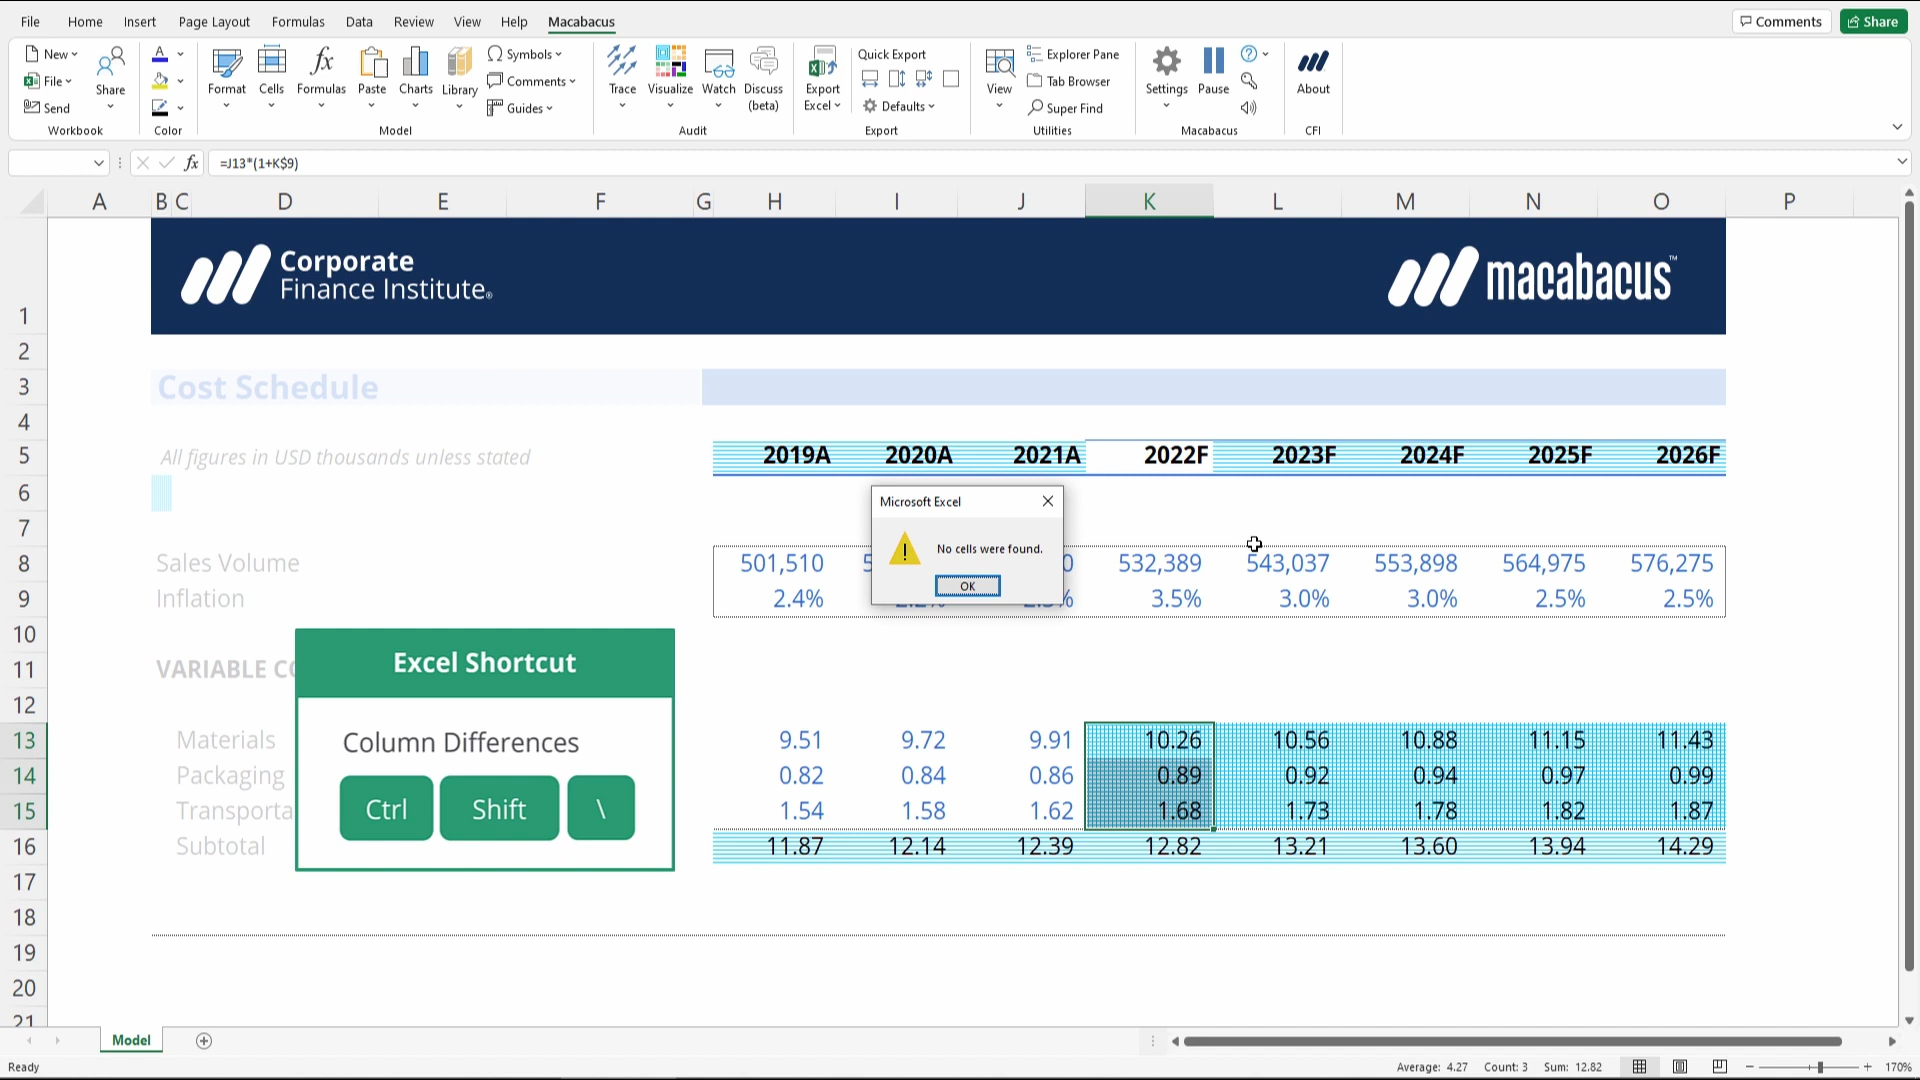 File Home Insert Page Layout Formulas Data Review View Help Macabacus Comments Share
New File Send Workbook
Share
A
Color
Format Cells Formulas Paste Charts Library
Symbols
Comments
Guides
Model
Trace Visualize Watch Discuss (beta)
Audit
Export Excel
Quick Export
Defaults
Export
View
Explorer Pane
Tab Browser
Super Find
Utilities
Settings Pause
Macabacus
About
CFI
fx =J13*(1+K$9)
A B C D E F G H I J K L M N O P
1
Corporate
Finance Institute®
macabacus™
2
3 Cost Schedule
4
5 All figures in USD thousands unless stated 2019A 2020A 2021A 2022F 2023F 2024F 2025F 2026F
6
Microsoft Excel
No cells were found.
OK
7
8 Sales Volume 501,510 5 0 532,389 543,037 553,898 564,975 576,275
9 Inflation 2.4% 3.5% 3.0% 3.0% 2.5% 2.5%
10
11 VARIABLE CO
12
Excel Shortcut
Column Differences
Ctrl Shift \
13 Materials 9.51 9.72 9.91 10.26 10.56 10.88 11.15 11.43
14 Packaging 0.82 0.84 0.86 0.89 0.92 0.94 0.97 0.99
15 Transporta 1.54 1.58 1.62 1.68 1.73 1.78 1.82 1.87
16 Subtotal 11.87 12.14 12.39 12.82 13.21 13.60 13.94 14.29
17
18
19
20
21
Model
Ready Average: 4.27 Count: 3 Sum: 12.82 170%